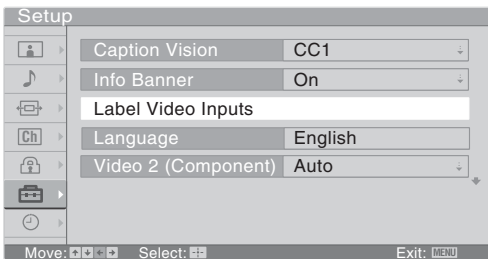 Setup
Caption Vision CC1
Info Banner On
Label Video Inputs
Ch
Language English
Video 2 (Component) Auto
Move: Select: Exit: MENU